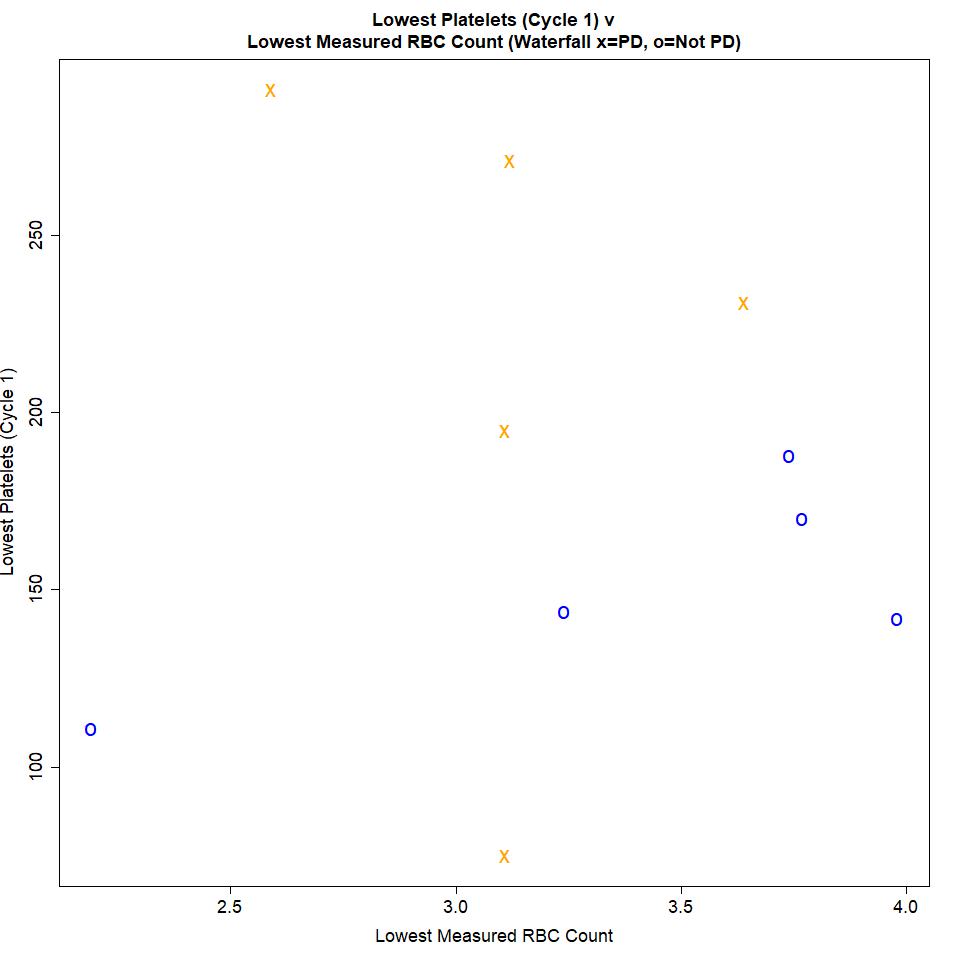 Lowest Platelets (Cycle 1) v
Lowest Measured RBC Count (Waterfall x=PD, o=Not PD)
Lowest Platelets (Cycle 1)
250
200
150
100
x
x
x
x
o
o
o
o
o
x
2.5 3.0 3.5 4.0
Lowest Measured RBC Count